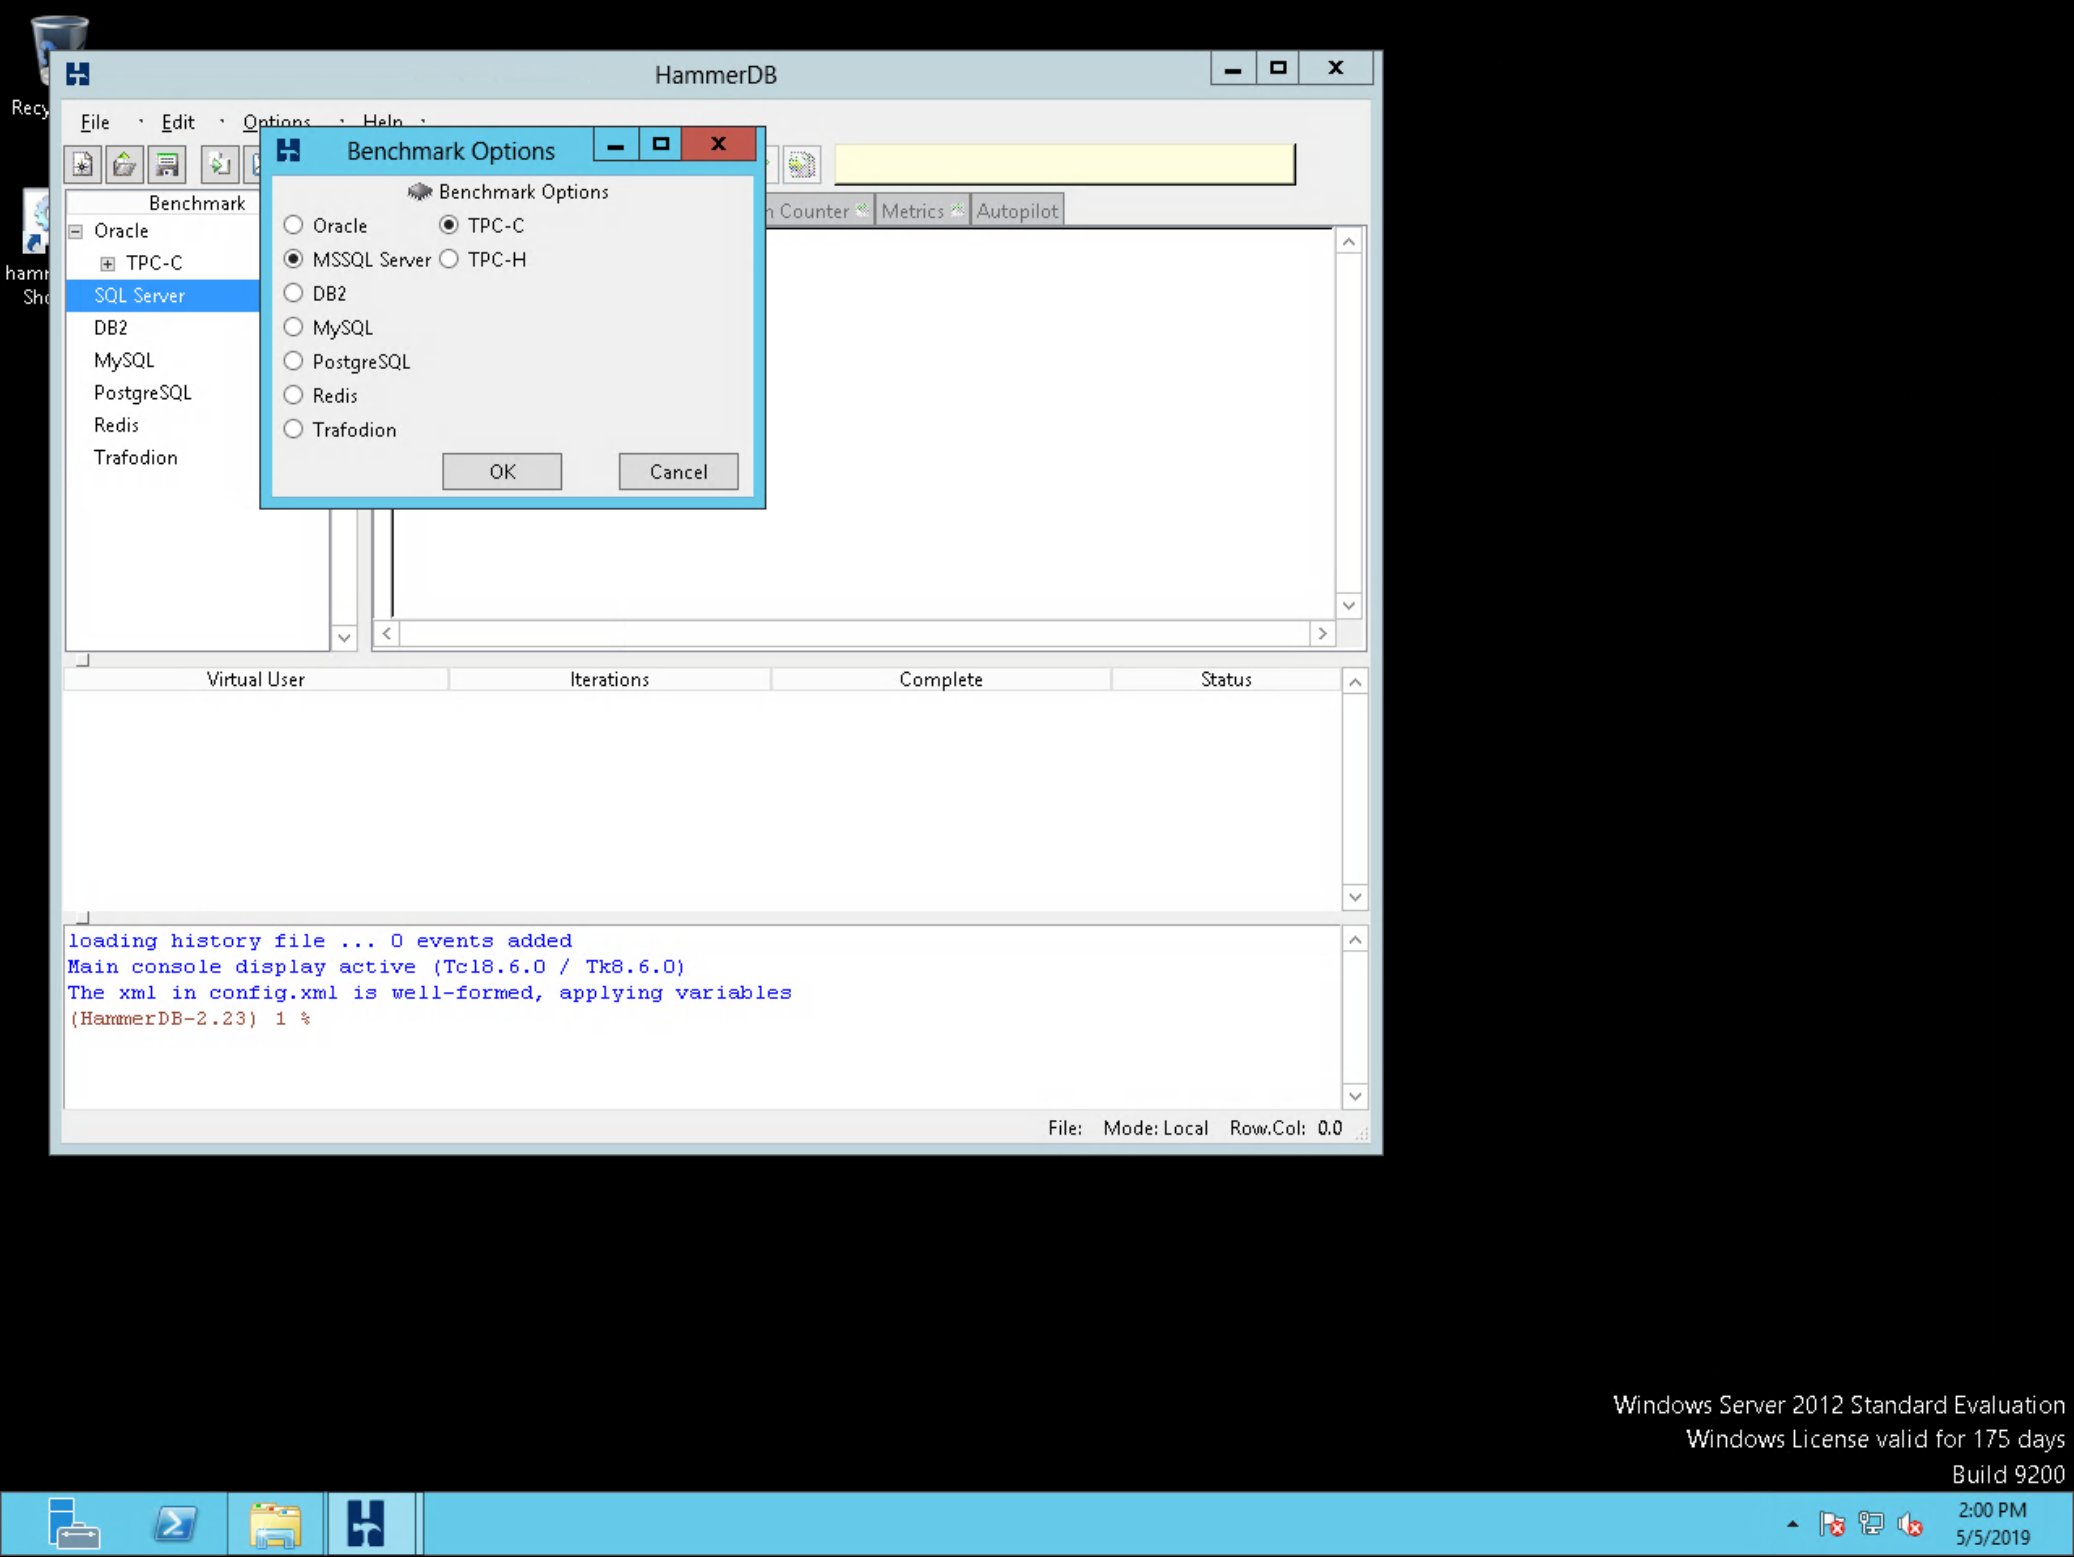 Recy
HammerDB
File Edit Options Help
Benchmark Options
Benchmark Options
Benchmark
Counter Metrics Autopilot
Oracle TPC-C
MSSQL Server TPC-H
DB2
MySQL
PostgreSQL
Redis
Trafodion
OK Cancel
Oracle
TPC-C
SQL Server
DB2
MySQL
PostgreSQL
Redis
Trafodion
hamr
Sho
Virtual User Iterations Complete Status
loading history file ... 0 events added
Main console display active (Tcl8.6.0 / Tk8.6.0)
The xml in config.xml is well-formed, applying variables
(HammerDB-2.23) 1 %
File: Mode: Local Row.Col: 0.0
Windows Server 2012 Standard Evaluation
Windows License valid for 175 days
Build 9200
2:00 PM
5/5/2019